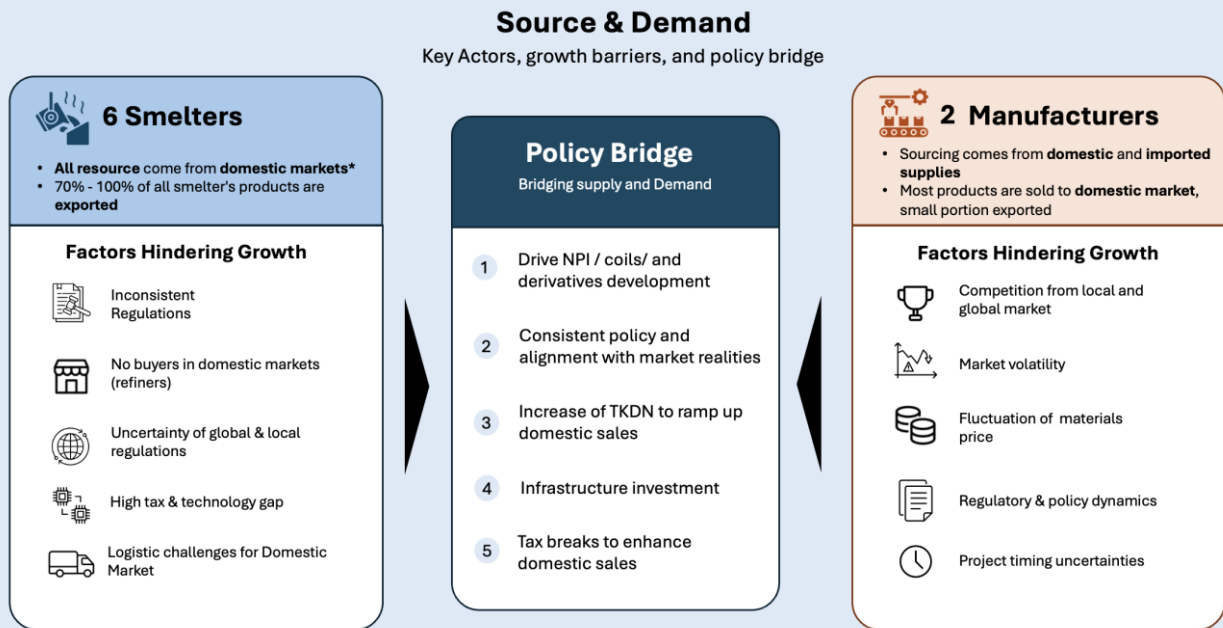 Source & Demand
Key Actors, growth barriers, and policy bridge
6 Smelters
• All resource come from domestic markets*
• 70% - 100% of all smelter's products are
exported
Factors Hindering Growth
Inconsistent
Regulations
No buyers in domestic markets
(refiners)
Uncertainty of global & local
regulations
High tax & technology gap
Logistic challenges for Domestic
Market
Policy Bridge
Bridging supply and Demand
1 Drive NPI / coils/ and
derivatives development
2 Consistent policy and
alignment with market realities
3 Increase of TKDN to ramp up
domestic sales
4 Infrastructure investment
5 Tax breaks to enhance
domestic sales
2 Manufacturers
• Sourcing comes from domestic and imported
supplies
• Most products are sold to domestic market,
small portion exported
Factors Hindering Growth
Competition from local and
global market
Market volatility
Fluctuation of materials
price
Regulatory & policy dynamics
Project timing uncertainties